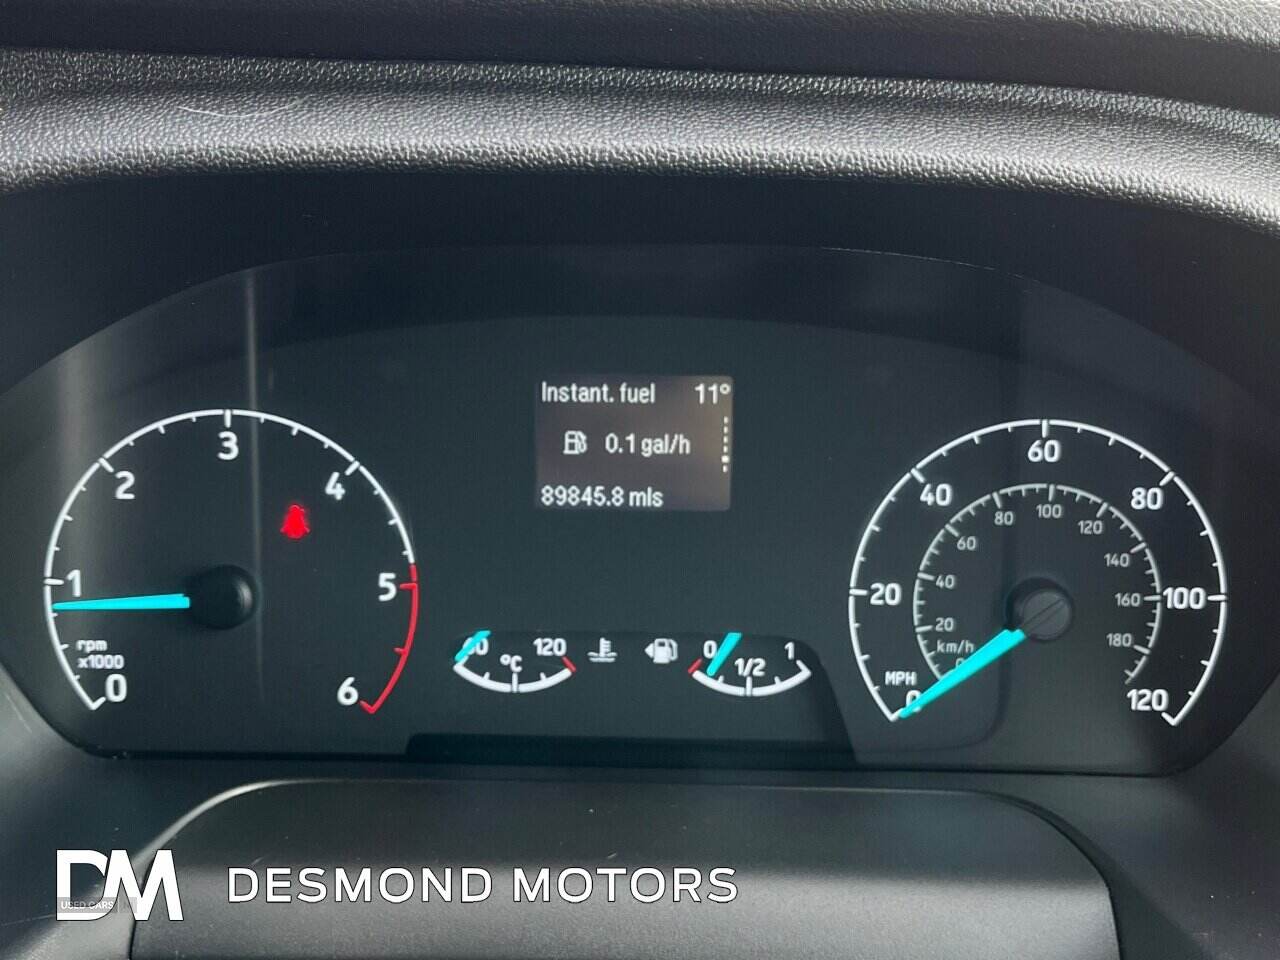 Instant. fuel 11°
0.1 gal/h
89845.8 mls
0 1 2 3 4 5 6
rpm
x1000
120
°C
0 1/2 1
0 20 40 60 80 100 120
MPH
20 40 60 80 100 120 140 160 180
km/h
DM
USED CARS
DESMOND MOTORS